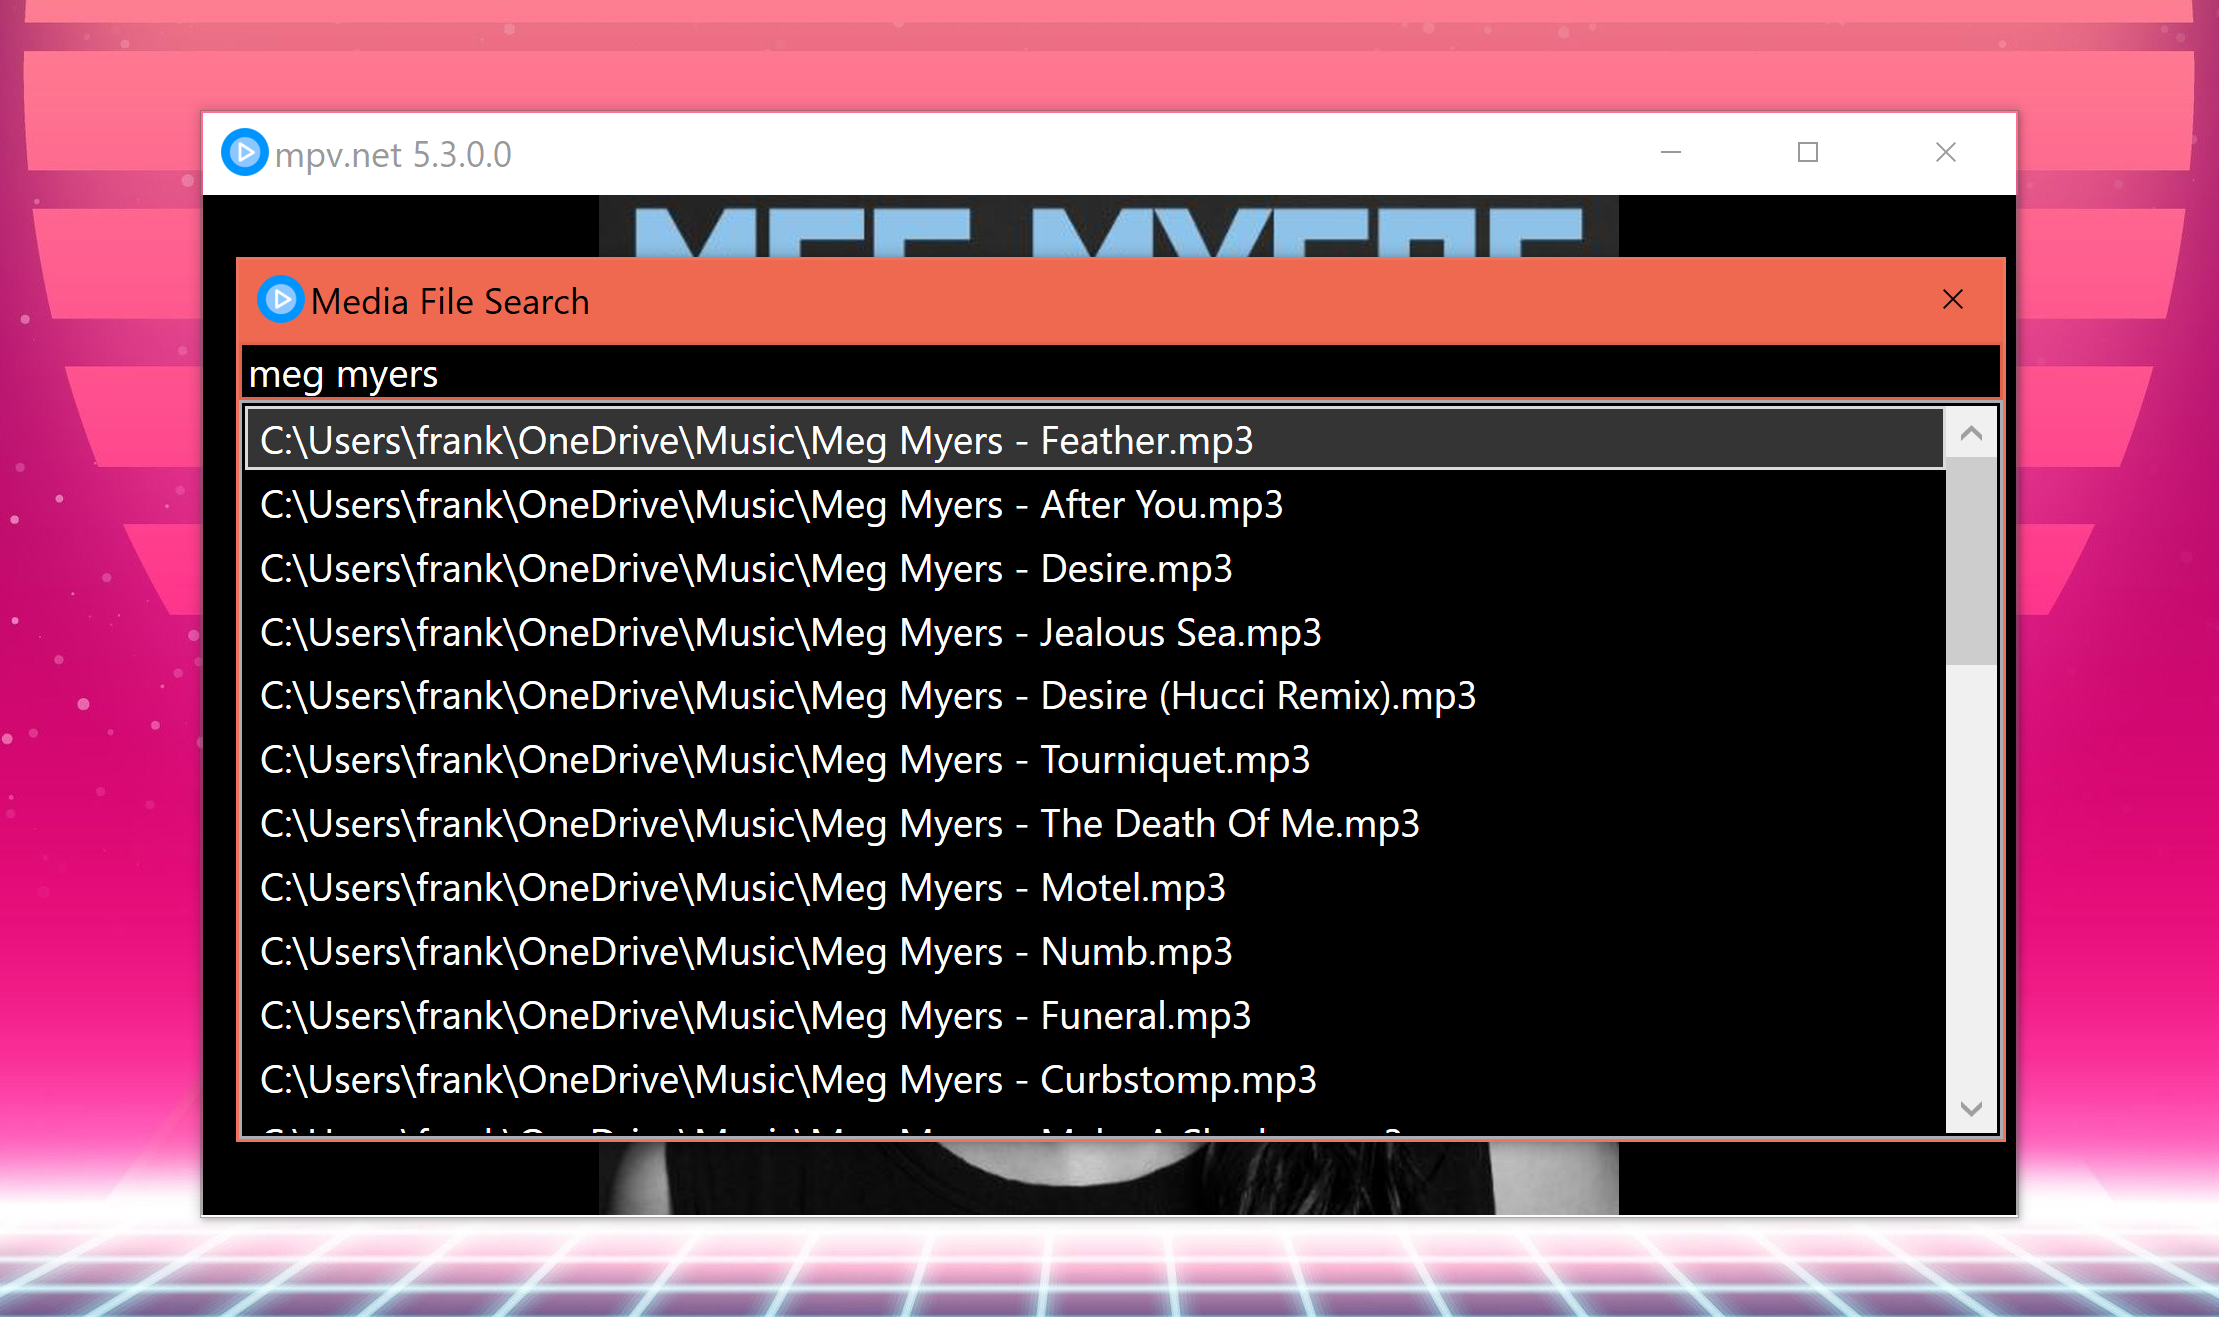 mpv.net 5.3.0.0
MEG MYERS
Media File Search
meg myers
C:\Users\frank\OneDrive\Music\Meg Myers - Feather.mp3
C:\Users\frank\OneDrive\Music\Meg Myers - After You.mp3
C:\Users\frank\OneDrive\Music\Meg Myers - Desire.mp3
C:\Users\frank\OneDrive\Music\Meg Myers - Jealous Sea.mp3
C:\Users\frank\OneDrive\Music\Meg Myers - Desire (Hucci Remix).mp3
C:\Users\frank\OneDrive\Music\Meg Myers - Tourniquet.mp3
C:\Users\frank\OneDrive\Music\Meg Myers - The Death Of Me.mp3
C:\Users\frank\OneDrive\Music\Meg Myers - Motel.mp3
C:\Users\frank\OneDrive\Music\Meg Myers - Numb.mp3
C:\Users\frank\OneDrive\Music\Meg Myers - Funeral.mp3
C:\Users\frank\OneDrive\Music\Meg Myers - Curbstomp.mp3